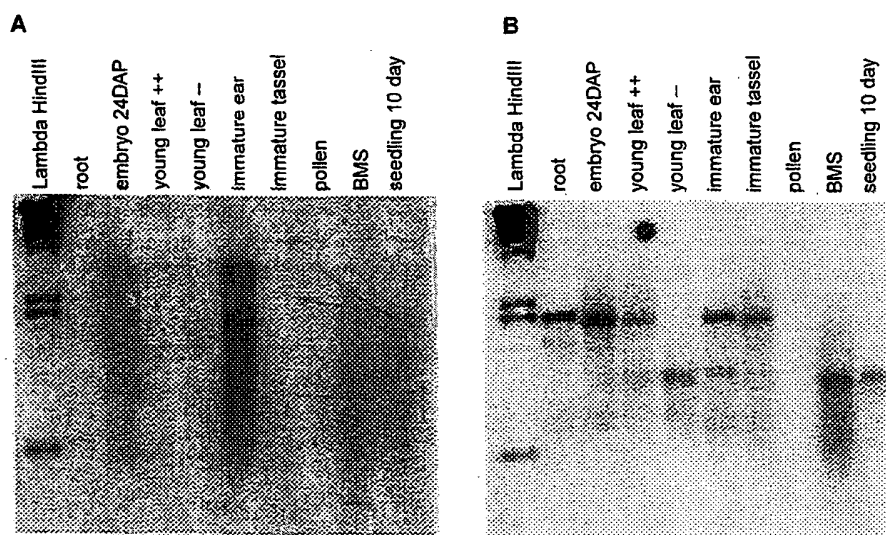 A
Lambda HindIII
root
embryo 24DAP
young leaf ++
young leaf --
immature ear
immature tassel
pollen
BMS
seedling 10 day
B
Lambda HindIII
root
embryo 24DAP
young leaf ++
young leaf --
immature ear
immature tassel
pollen
BMS
seedling 10 day